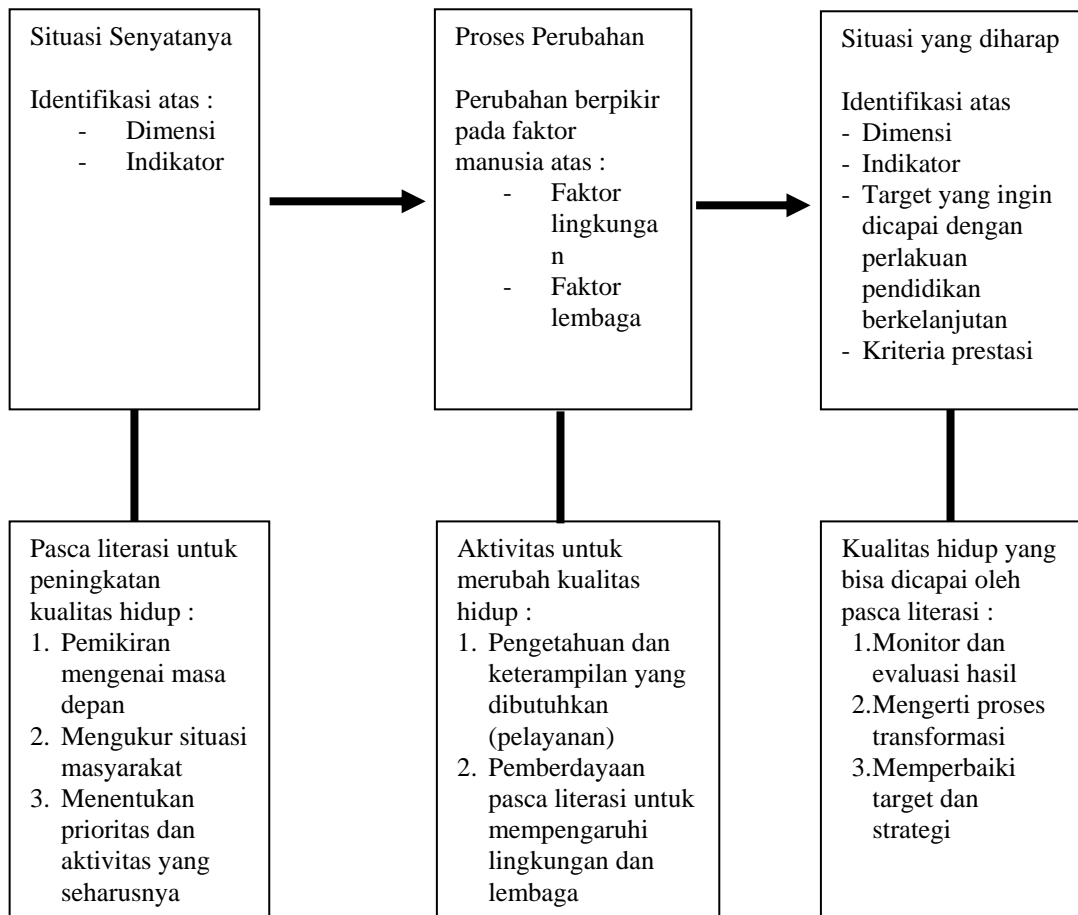 Situasi Senyatanya
Identifikasi atas :
- Dimensi
- Indikator
Proses Perubahan
Perubahan berpikir
pada faktor
manusia atas :
- Faktor
lingkunga
n
- Faktor
lembaga
Situasi yang diharap
Identifikasi atas
- Dimensi
- Indikator
- Target yang ingin
dicapai dengan
perlakuan
pendidikan
berkelanjutan
- Kriteria prestasi
Pasca literasi untuk
peningkatan
kualitas hidup :
1. Pemikiran
mengenai masa
depan
2. Mengukur situasi
masyarakat
3. Menentukan
prioritas dan
aktivitas yang
seharusnya
Aktivitas untuk
merubah kualitas
hidup :
1. Pengetahuan dan
keterampilan yang
dibutuhkan
(pelayanan)
2. Pemberdayaan
pasca literasi untuk
mempengaruhi
lingkungan dan
lembaga
Kualitas hidup yang
bisa dicapai oleh
pasca literasi :
1.Monitor dan
evaluasi hasil
2.Mengerti proses
transformasi
3.Memperbaiki
target dan
strategi